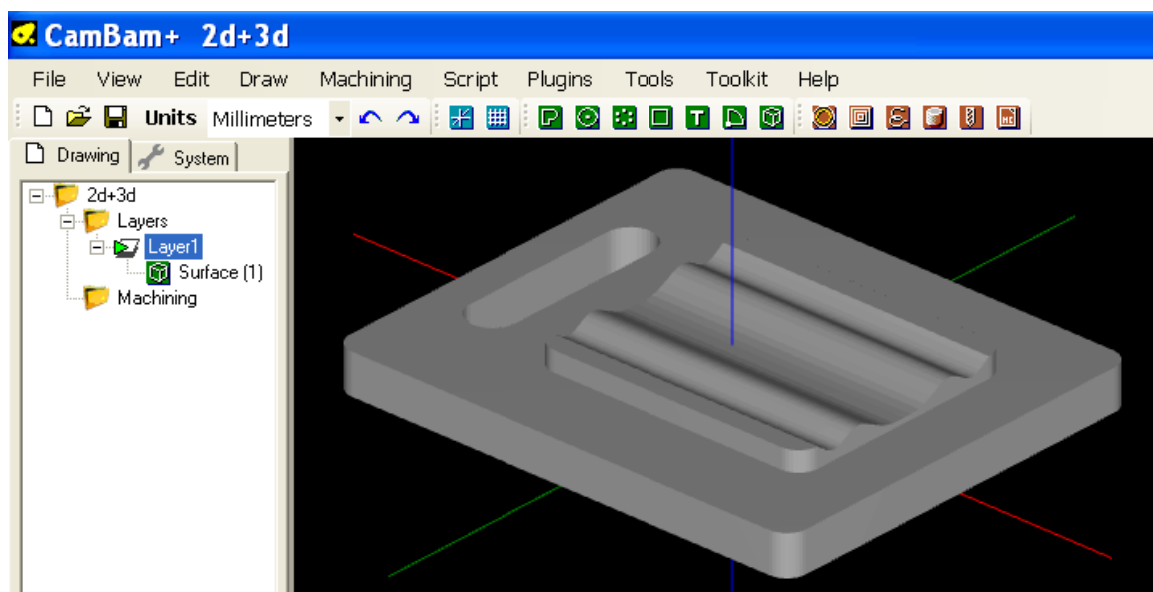 CamBam+ 2d+3d
File View Edit Draw Machining Script Plugins Tools Toolkit Help
Units Millimeters
Drawing System
2d+3d
Layers
Layer1
Surface (1)
Machining